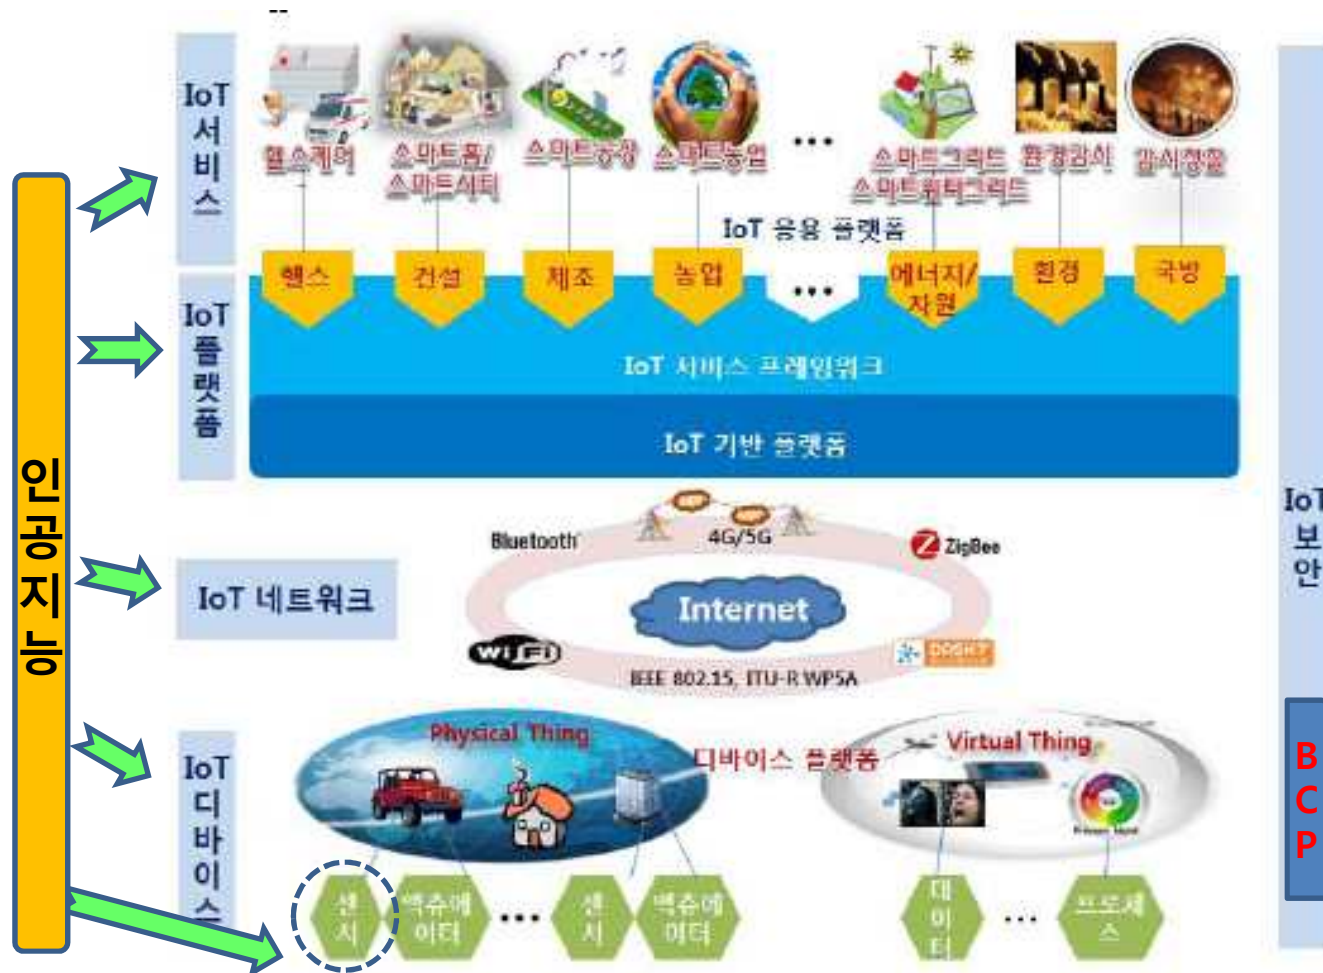 인공지능
IoT 서비스
헬스케어
스마트홈/
스마트시티
스마트공장
스마트농업
...
스마트그리드
스마트워터그리드
환경감시
감시정찰
IoT 응용 플랫폼
IoT 플랫폼
헬스
건설
제조
농업
...
에너지/
자원
환경
국방
IoT 서비스 프레임워크
IoT 기반 플랫폼
IoT 네트워크
Bluetooth
4G/5G
ZigBee
Internet
WiFi
IEEE 802.15, ITU-R WP5A
IoT 디바이스
Physical Thing
디바이스 플랫폼
Virtual Thing
센서
액츄에이터
...
센서
액츄에이터
데이터
...
프로세스
IoT 보안
BCP